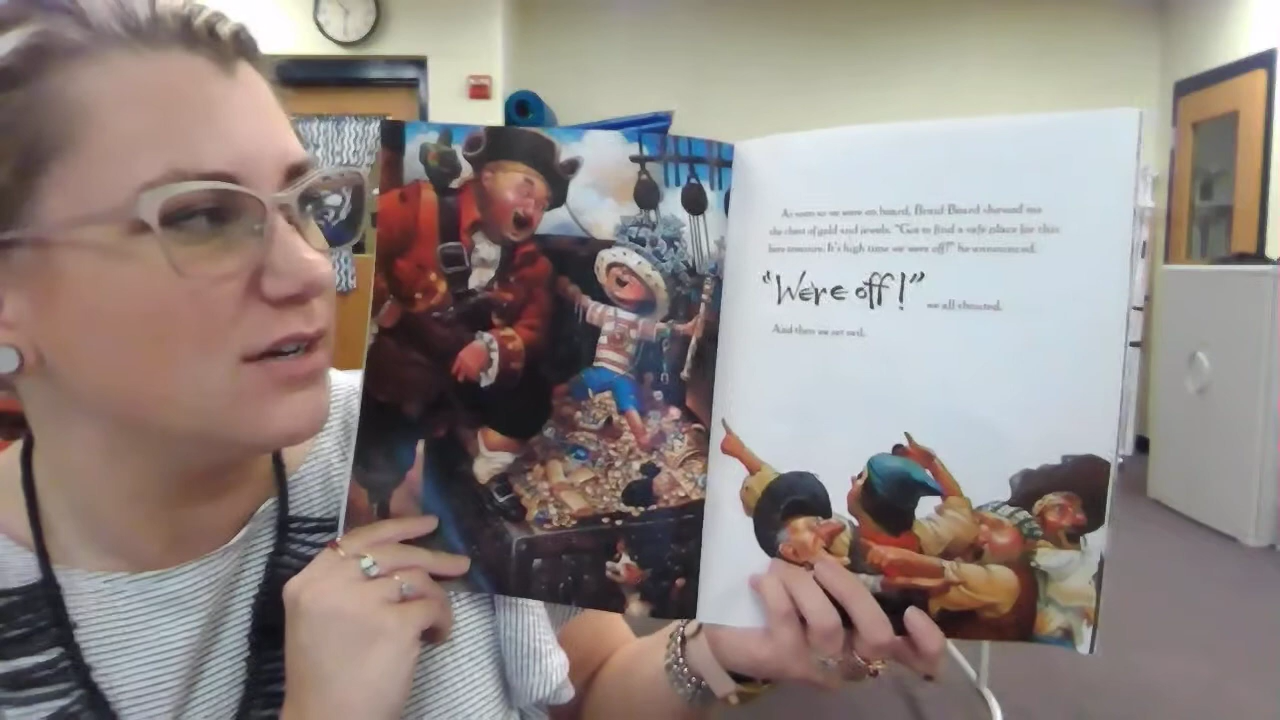 As soon as we were on board, Braid Beard showed me
the chest of gold and jewels. "Got to find a safe place for this
here treasure. It's high time we were off!" he announced.
"We're off!" we all shouted.
And then we set sail.